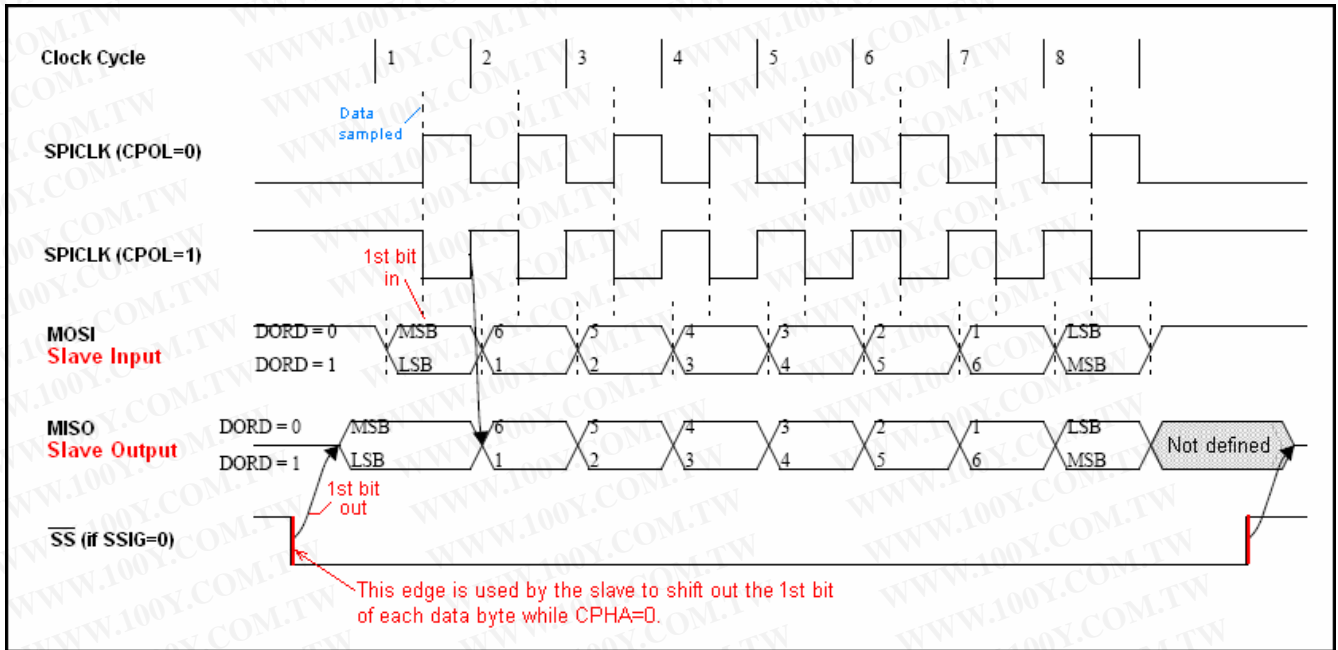 Clock Cycle 1 2 3 4 5 6 7 8
Data
sampled
SPICLK (CPOL=0)
SPICLK (CPOL=1)
1st bit
in
MOSI DORD = 0 MSB 6 5 4 3 2 1 LSB
Slave Input DORD = 1 LSB 1 2 3 4 5 6 MSB
MISO DORD = 0 MSB 6 5 4 3 2 1 LSB
Slave Output DORD = 1 LSB 1 2 3 4 5 6 MSB
Not defined
1st bit
out
SS (if SSIG=0)
This edge is used by the slave to shift out the 1st bit
of each data byte while CPHA=0.
WWW.100Y.COM.TW